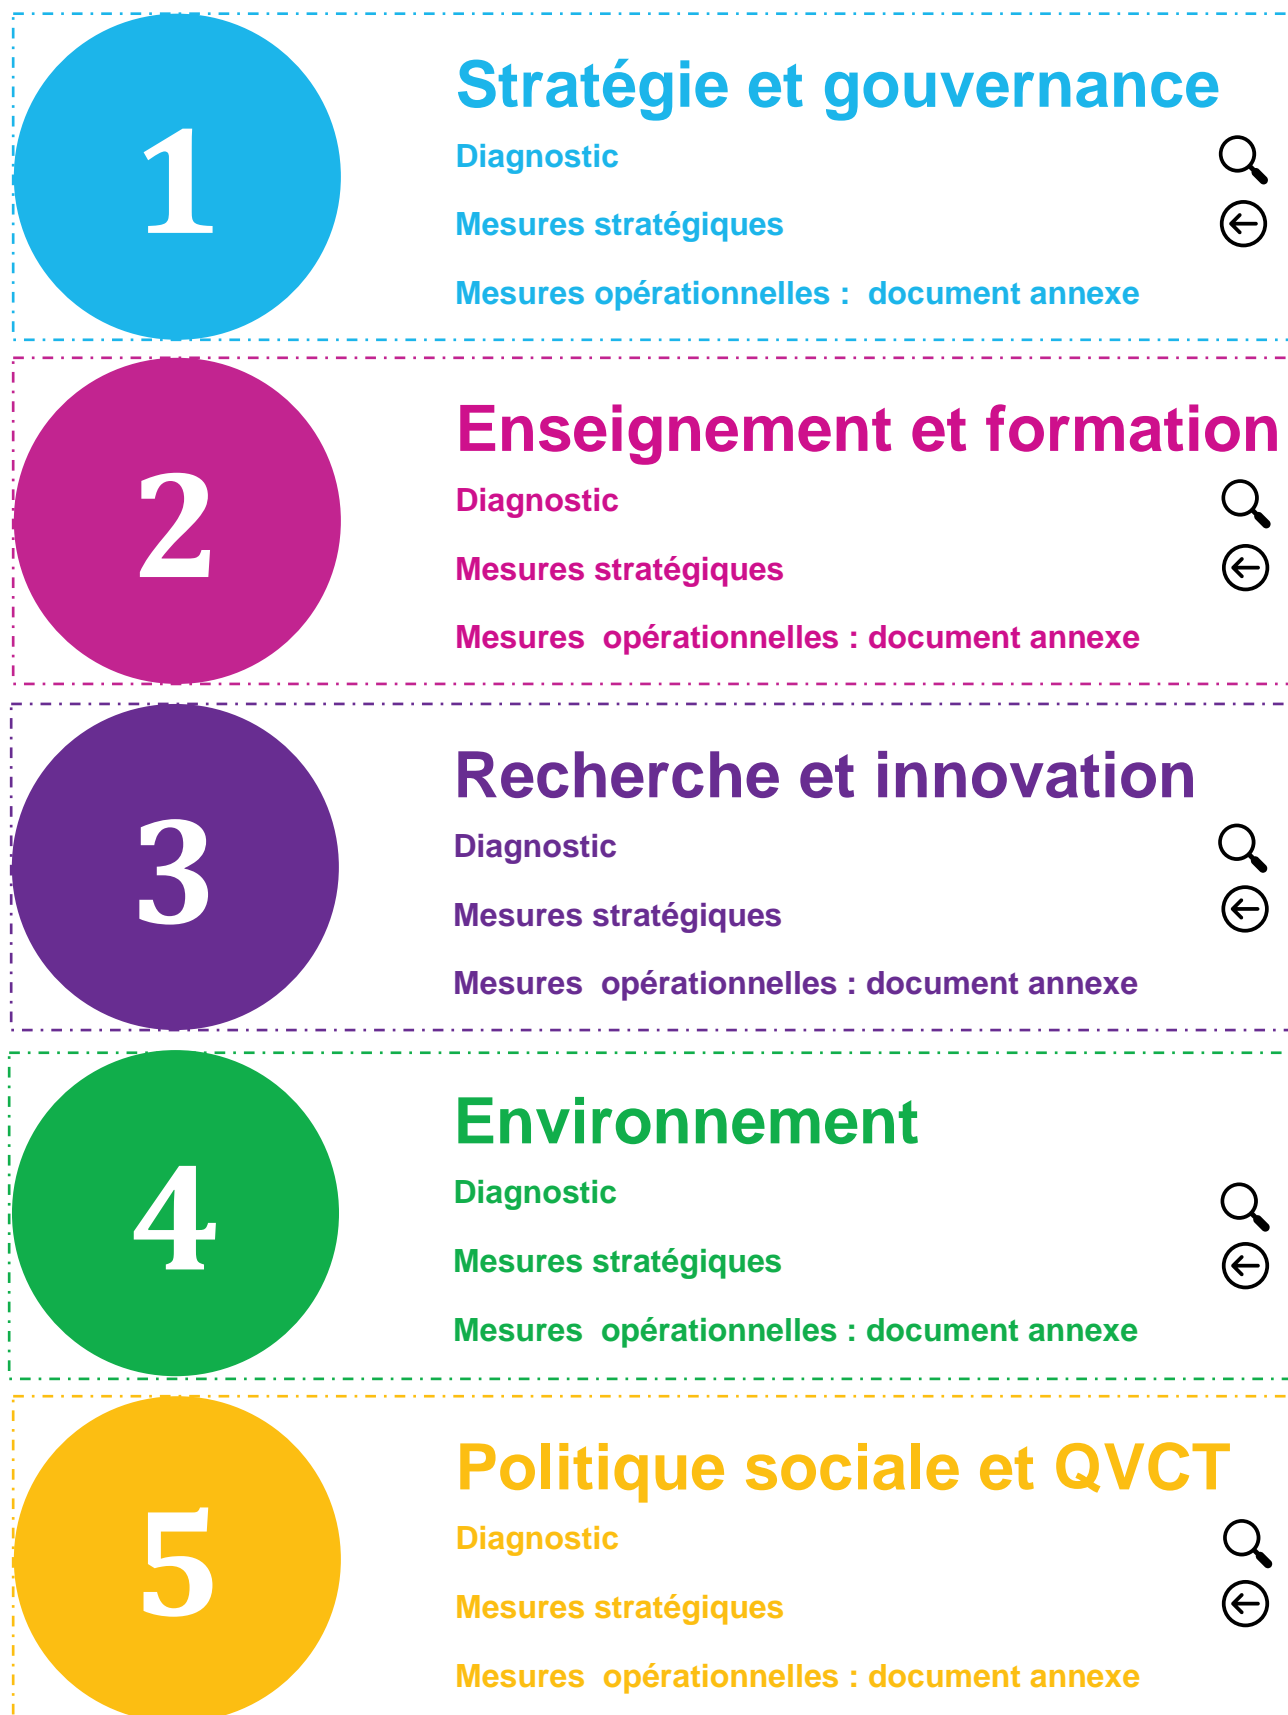 1
Stratégie et gouvernance
Diagnostic
Mesures stratégiques
Mesures opérationnelles :  document annexe
2
Enseignement et formation
Diagnostic
Mesures stratégiques
Mesures  opérationnelles : document annexe
3
Recherche et innovation
Diagnostic
Mesures stratégiques
Mesures  opérationnelles : document annexe
4
Environnement
Diagnostic
Mesures stratégiques
Mesures  opérationnelles : document annexe
5
Politique sociale et QVCT
Diagnostic
Mesures stratégiques
Mesures  opérationnelles : document annexe